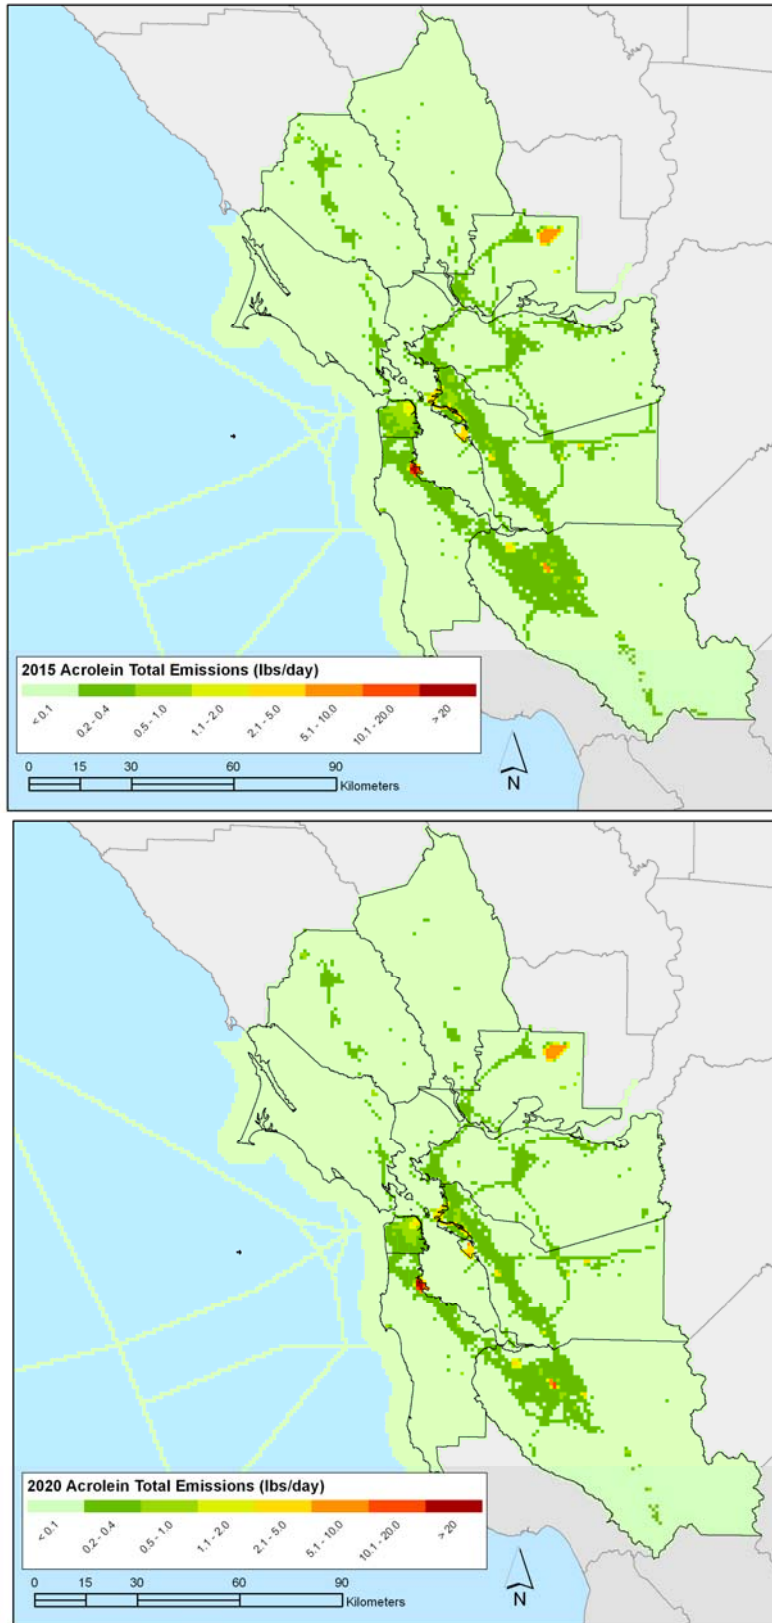 2015 Acrolein Total Emissions (lbs/day)
< 0.1 0.2 - 0.4 0.5 - 1.0 1.1 - 2.0 2.1 - 5.0 5.1 - 10.0 10.1 - 20.0 > 20
0 15 30 60 90
Kilometers
N
2020 Acrolein Total Emissions (lbs/day)
< 0.1 0.2 - 0.4 0.5 - 1.0 1.1 - 2.0 2.1 - 5.0 5.1 - 10.0 10.1 - 20.0 > 20
0 15 30 60 90
Kilometers
N